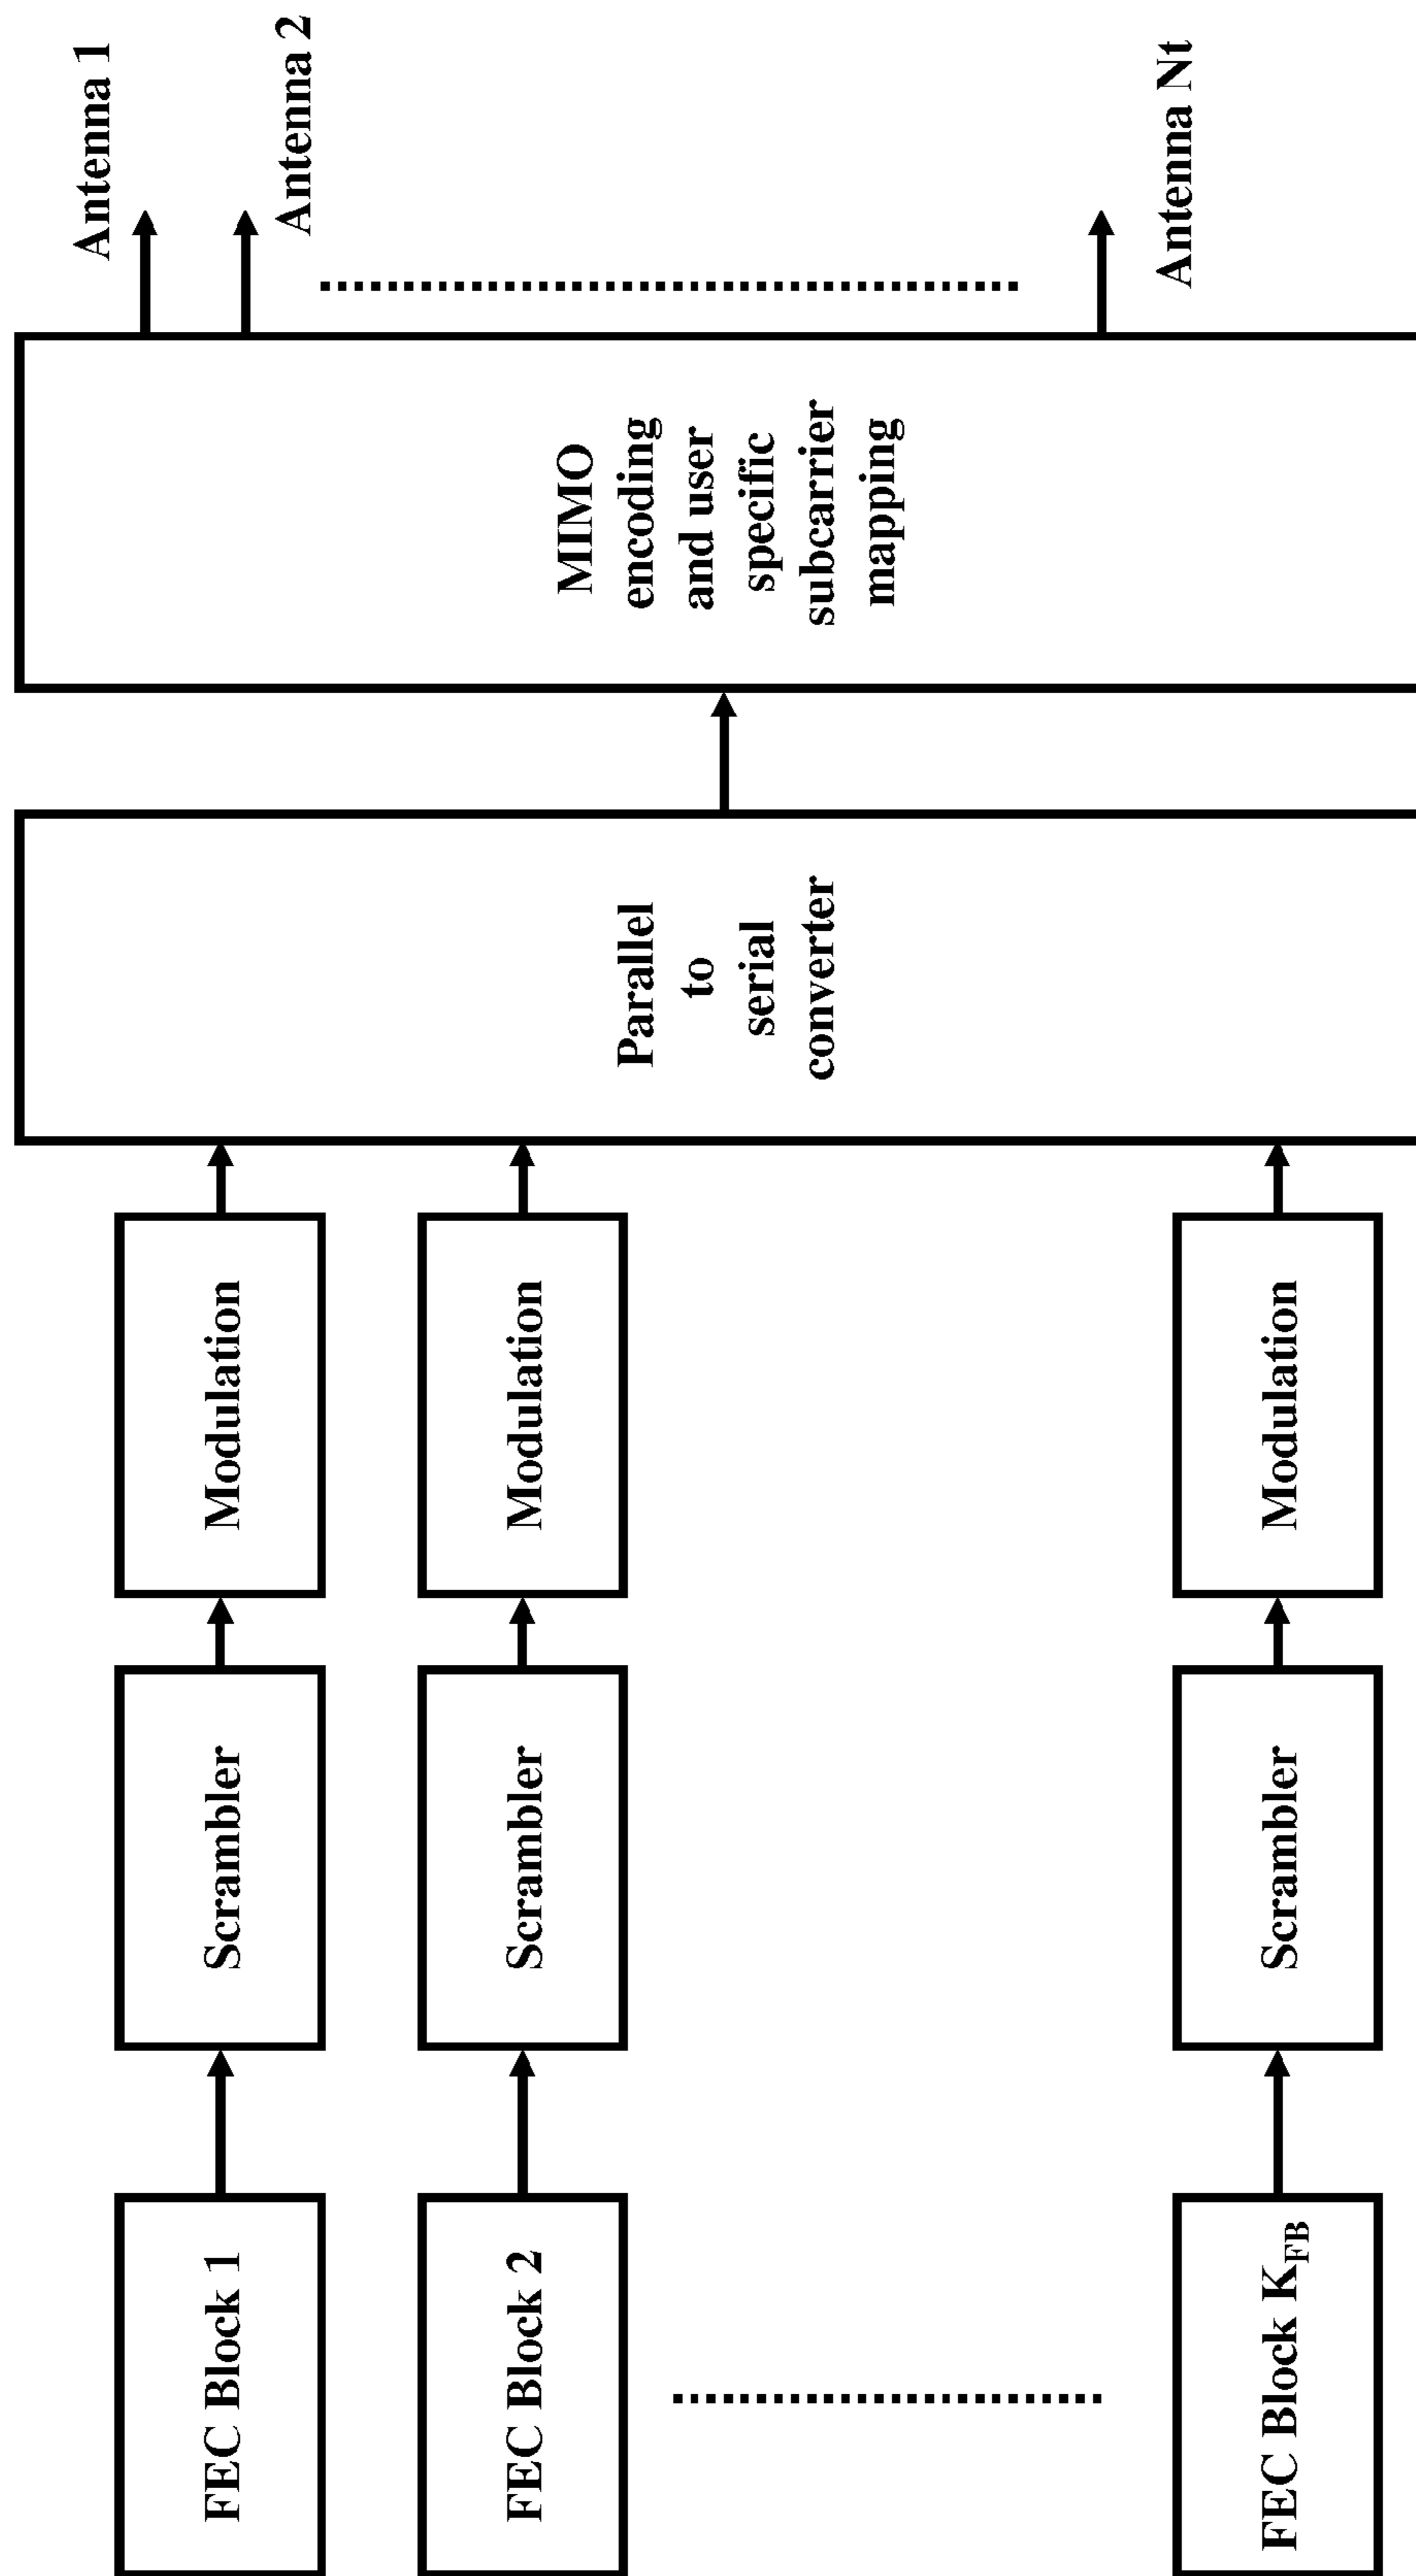 FEC Block 1
Scrambler
Modulation
FEC Block 2
Scrambler
Modulation
FEC Block K_FB
Scrambler
Modulation
Parallel
to
serial
converter
MIMO
encoding
and user
specific
subcarrier
mapping
Antenna 1
Antenna 2
Antenna Nt